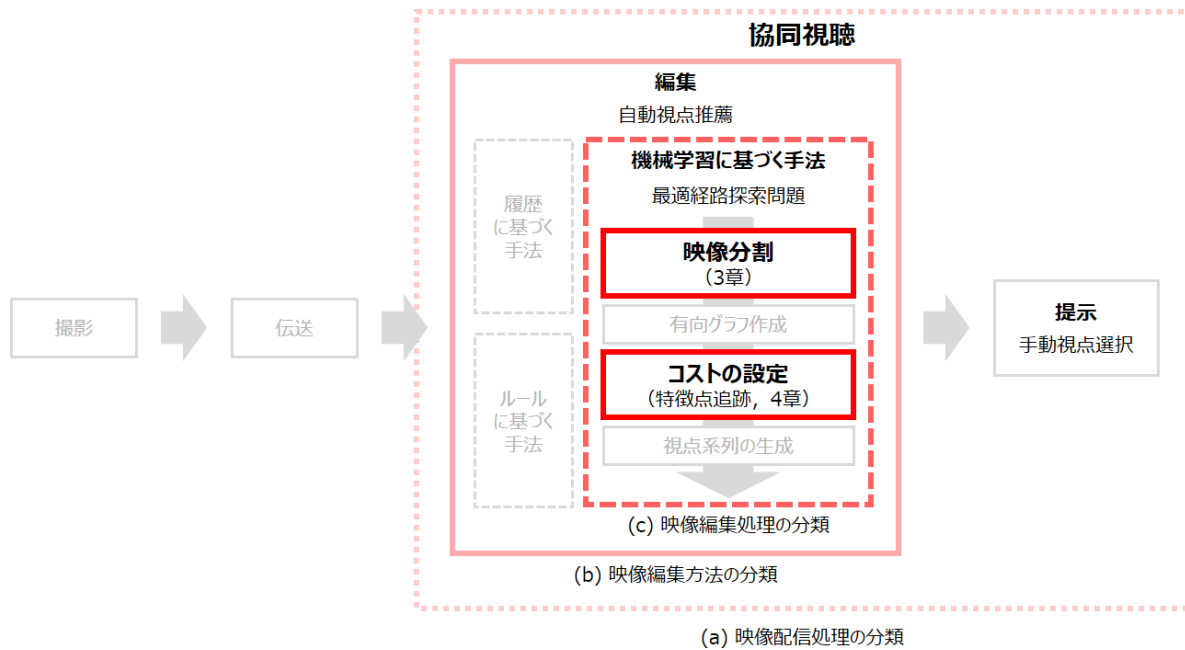 協同視聴
編集
自動視点推薦
機械学習に基づく手法
最適経路探索問題
履歴
に基づく
手法
映像分割
（3章）
撮影
伝送
有向グラフ作成
提示
手動視点選択
コストの設定
（特徴点追跡，4章）
ルール
に基づく
手法
視点系列の生成
(c) 映像編集処理の分類
(b) 映像編集方法の分類
(a) 映像配信処理の分類